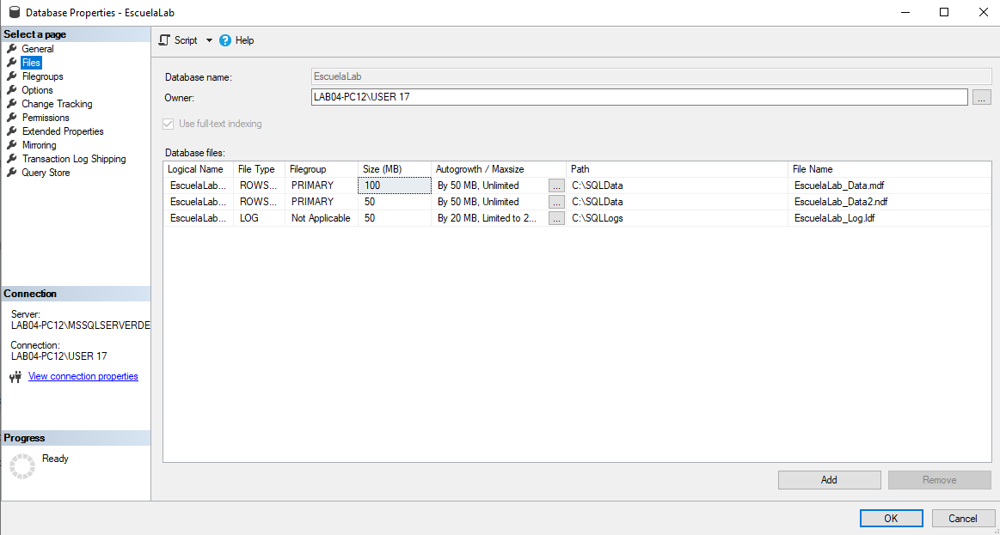 Database Properties - EscuelaLab
Select a page
General
Files
Filegroups
Options
Change Tracking
Permissions
Extended Properties
Mirroring
Transaction Log Shipping
Query Store
Connection
Server:
LAB04-PC12\MSSQLSERVERDE
Connection:
LAB04-PC12\USER 17
View connection properties
Progress
Ready
Script Help
Database name: EscuelaLab
Owner: LAB04-PC12\USER 17 ...
Use full-text indexing
Database files:
Logical Name File Type Filegroup Size (MB) Autogrowth / Maxsize Path File Name
EscuelaLab... ROWS... PRIMARY 100 By 50 MB, Unlimited ... C:\SQLData EscuelaLab_Data.mdf
EscuelaLab... ROWS... PRIMARY 50 By 50 MB, Unlimited ... C:\SQLData EscuelaLab_Data2.ndf
EscuelaLab... LOG Not Applicable 50 By 20 MB, Limited to 2... ... C:\SQLLogs EscuelaLab_Log.ldf
Add Remove
OK Cancel